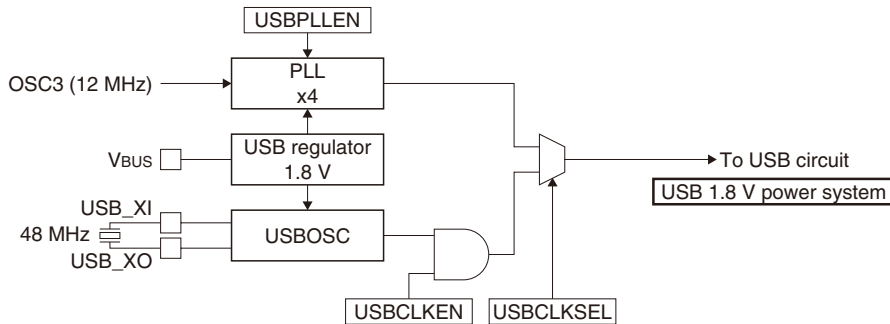 USBPLLEN
OSC3 (12 MHz)
PLL
x4
VBUS
USB regulator
1.8 V
To USB circuit
USB 1.8 V power system
USB_XI
48 MHz
USBOSC
USB_XO
USBCLKEN
USBCLKSEL